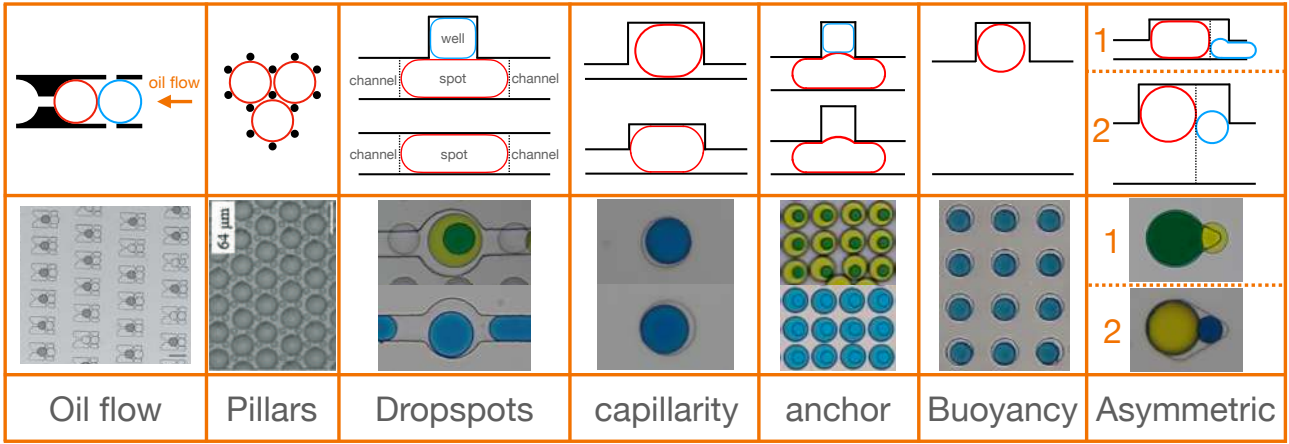 oil flow
well
channel
spot
channel
channel
spot
channel
1
2
64 μm
1
2
Oil flow
Pillars
Dropspots
capillarity
anchor
Buoyancy
Asymmetric